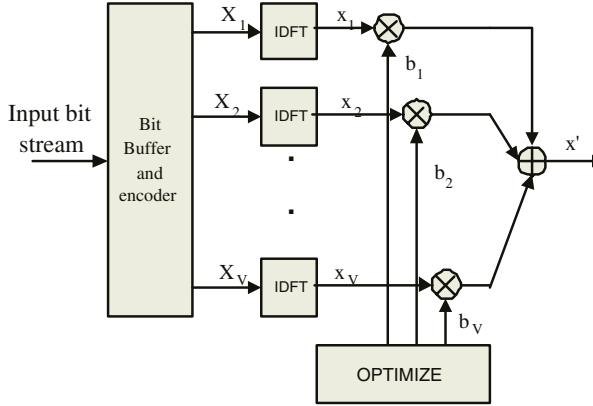 Input bit
stream
Bit
Buffer
and
encoder
X1
IDFT
x1
b1
X2
IDFT
x2
b2
x'
XV
IDFT
xV
bV
OPTIMIZE